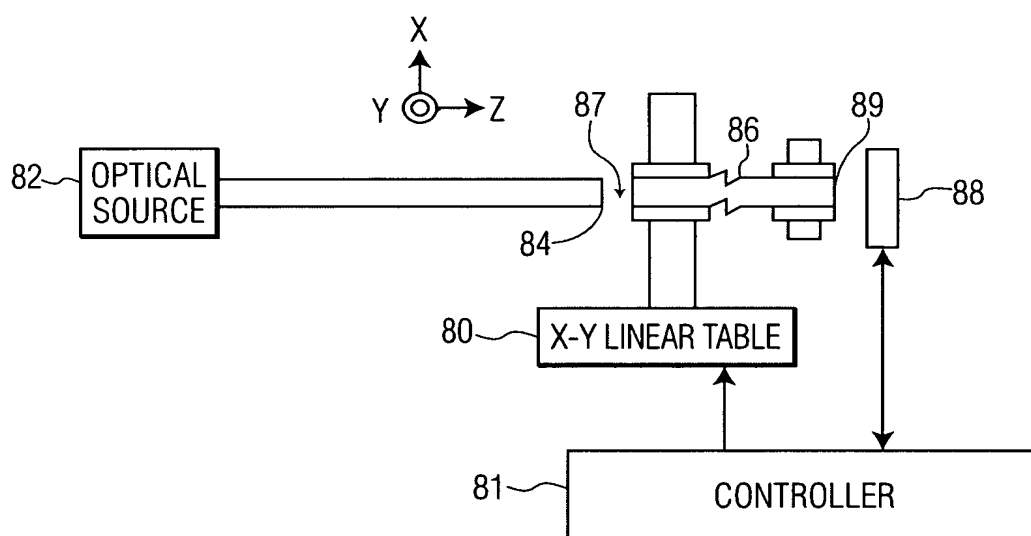 X
Y
Z
87
86
89
82
OPTICAL
SOURCE
84
88
80
X-Y LINEAR TABLE
81
CONTROLLER